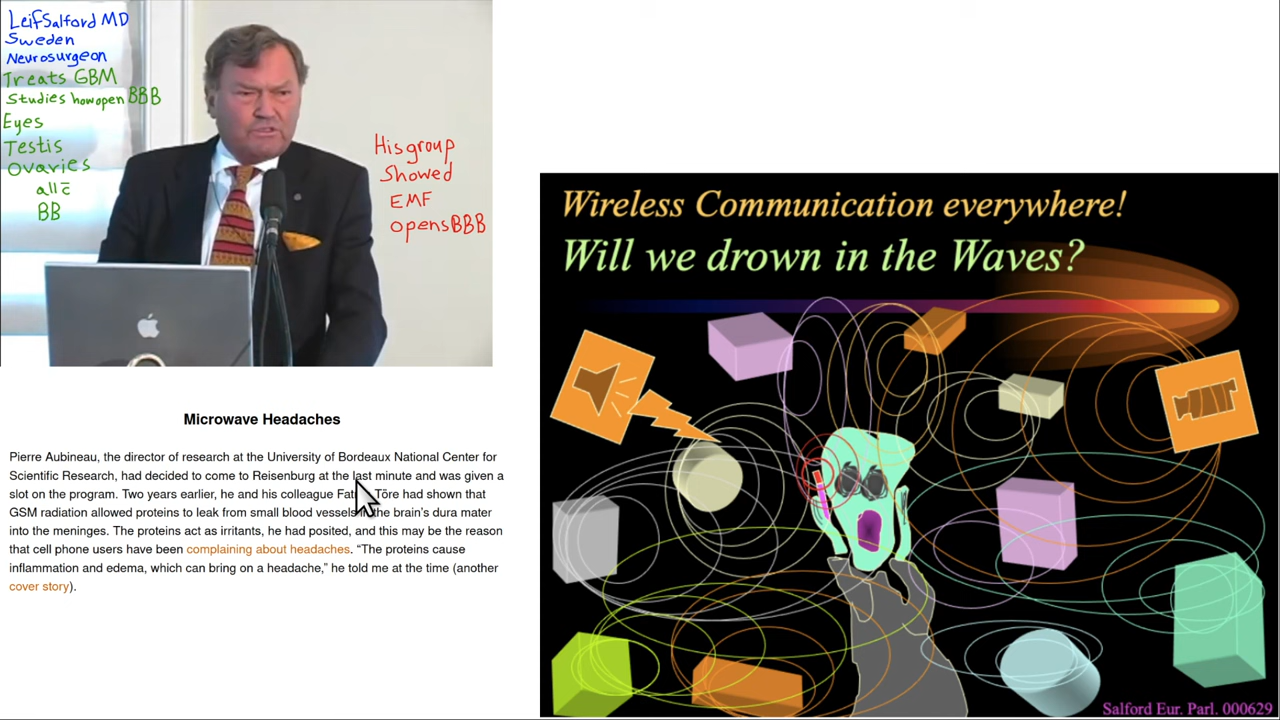 Leif Salford MD
Sweden
Neurosurgeon
Treats GBM
Studies how open BBB
Eyes
Testis
Ovaries
all c̄
BB
His group
Showed
EMF
opens BBB
Microwave Headaches
Pierre Aubineau, the director of research at the University of Bordeaux National Center for
Scientific Research, had decided to come to Reisenburg at the last minute and was given a
slot on the program. Two years earlier, he and his colleague Töre had shown that
GSM radiation allowed proteins to leak from small blood vessels in the brain's dura mater
into the meninges. The proteins act as irritants, he had posited, and this may be the reason
that cell phone users have been complaining about headaches. “The proteins cause
inflammation and edema, which can bring on a headache,” he told me at the time (another
cover story).
Wireless Communication everywhere!
Will we drown in the Waves?
Salford Eur. Parl. 000629